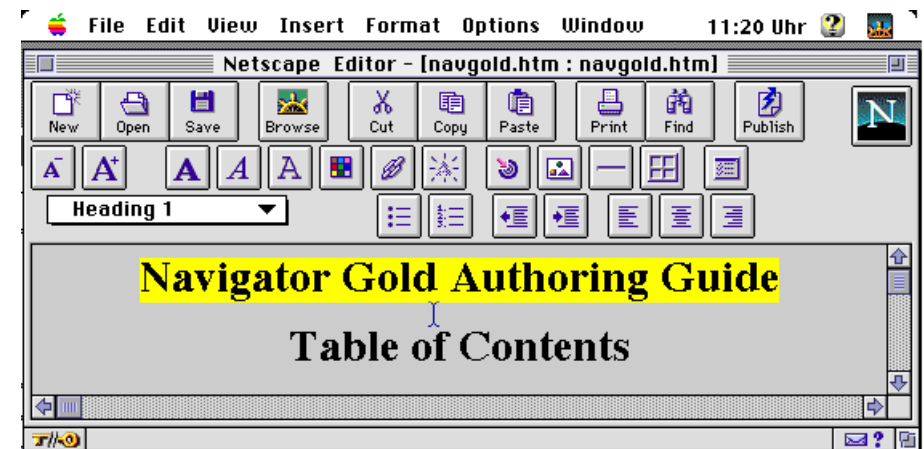 File Edit View Insert Format Options Window 11:20 Uhr
Netscape Editor - [navgold.htm : navgold.htm]
New Open Save Browse Cut Copy Paste Print Find Publish N
A- A+ A A A
Heading 1
Navigator Gold Authoring Guide
Table of Contents